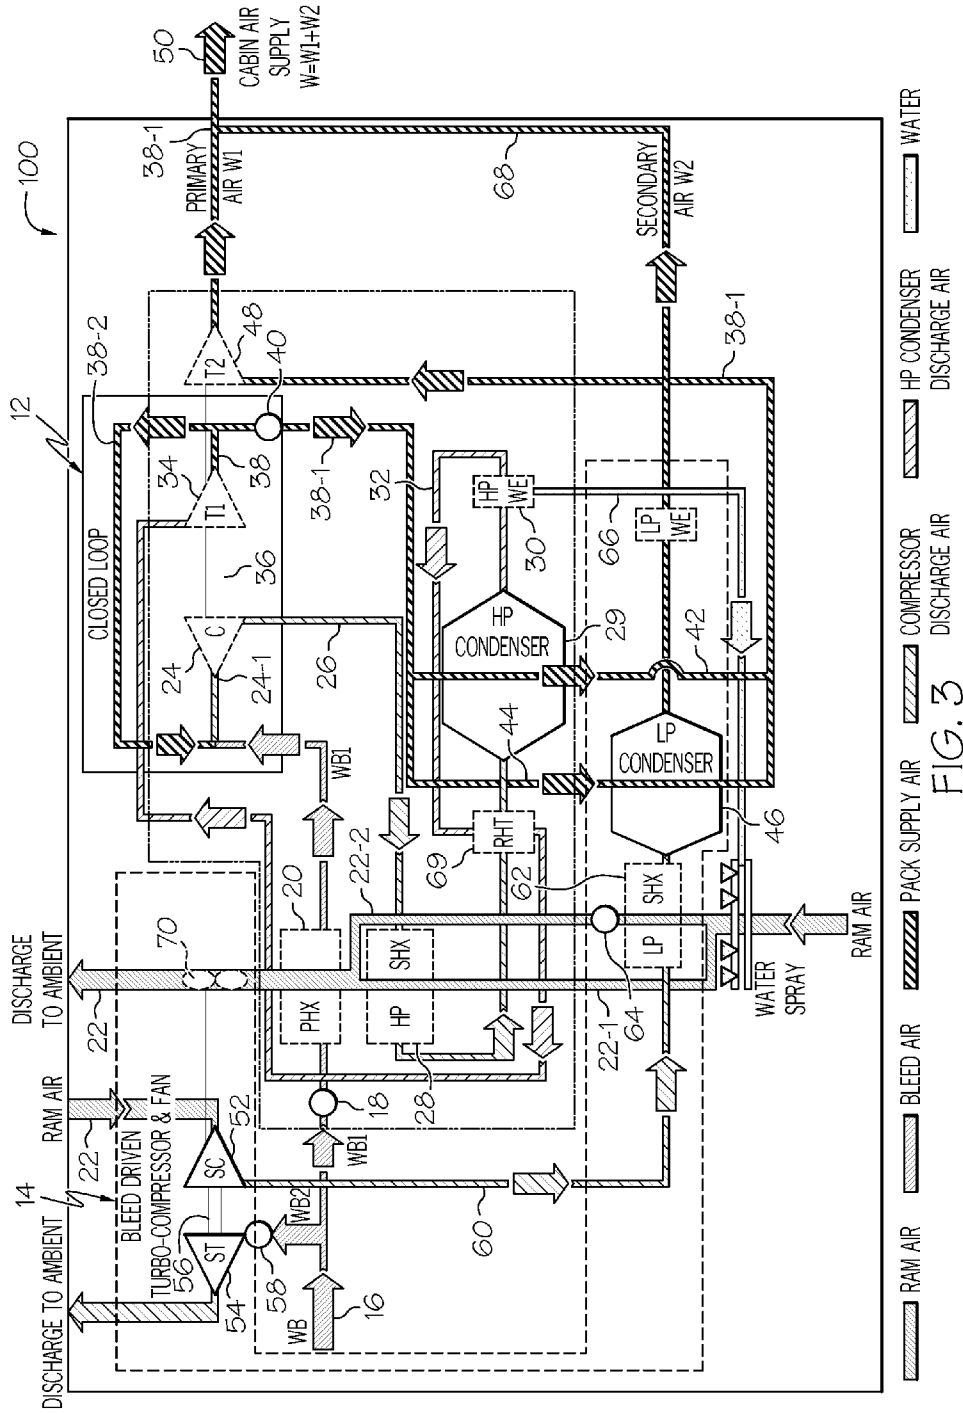 DISCHARGE TO AMBIENT
14
RAM AIR
22
DISCHARGE
TO AMBIENT
22
12
100
BLEED DRIVEN
TURBO-COMPRESSOR & FAN
56
ST
54
SC
52
58
70
CLOSED LOOP
38-2
24
C
24-1
36
34
T1
38
T2
48
40
PRIMARY
AIR W1
38-1
50
CABIN AIR
SUPPLY
W=W1+W2
WB
16
WB2
WB1
18
PHX
20
WB1
26
38-1
HP
SHX
28
22-2
32
HP
WE
30
HP
CONDENSER
29
RHT
69
44
42
38-1
68
SECONDARY
AIR W2
60
22-1
64
LP
SHX
62
LP
CONDENSER
46
LP
WE
66
WATER
SPRAY
RAM AIR
RAM AIR
BLEED AIR
PACK SUPPLY AIR
COMPRESSOR
DISCHARGE AIR
HP CONDENSER
DISCHARGE AIR
WATER
FIG. 3